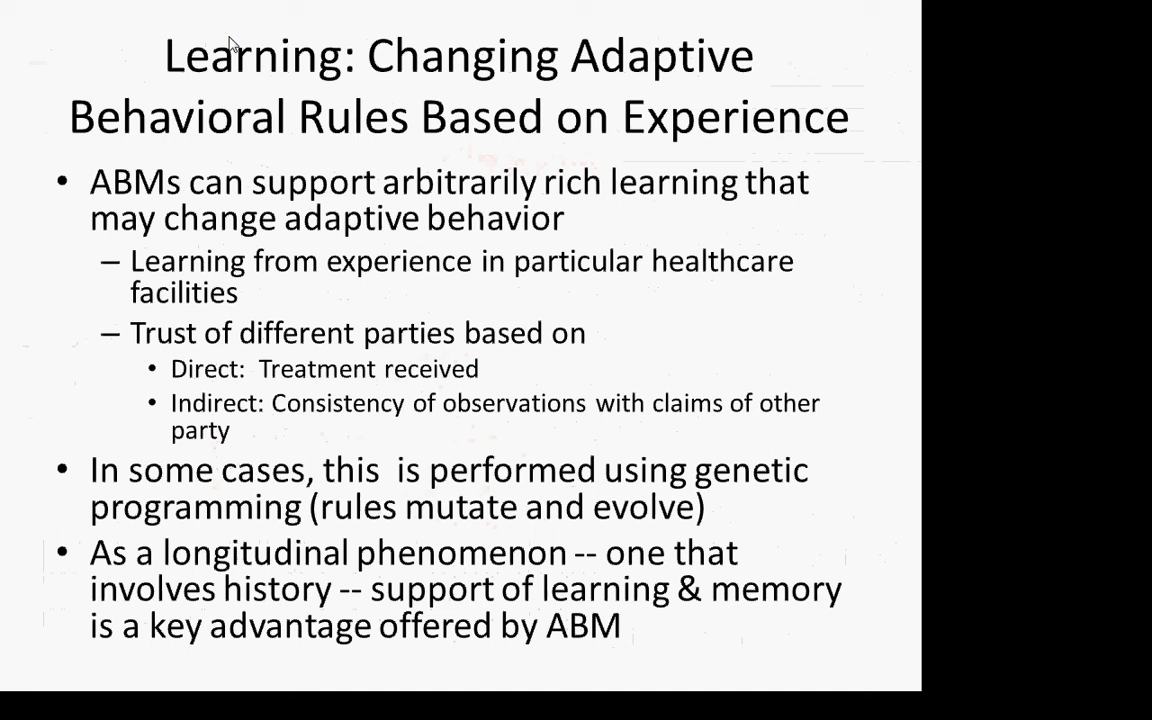 Learning: Changing Adaptive
Behavioral Rules Based on Experience
• ABMs can support arbitrarily rich learning that
may change adaptive behavior
– Learning from experience in particular healthcare
facilities
– Trust of different parties based on
• Direct:  Treatment received
• Indirect: Consistency of observations with claims of other
party
• In some cases, this  is performed using genetic
programming (rules mutate and evolve)
• As a longitudinal phenomenon -- one that
involves history -- support of learning & memory
is a key advantage offered by ABM